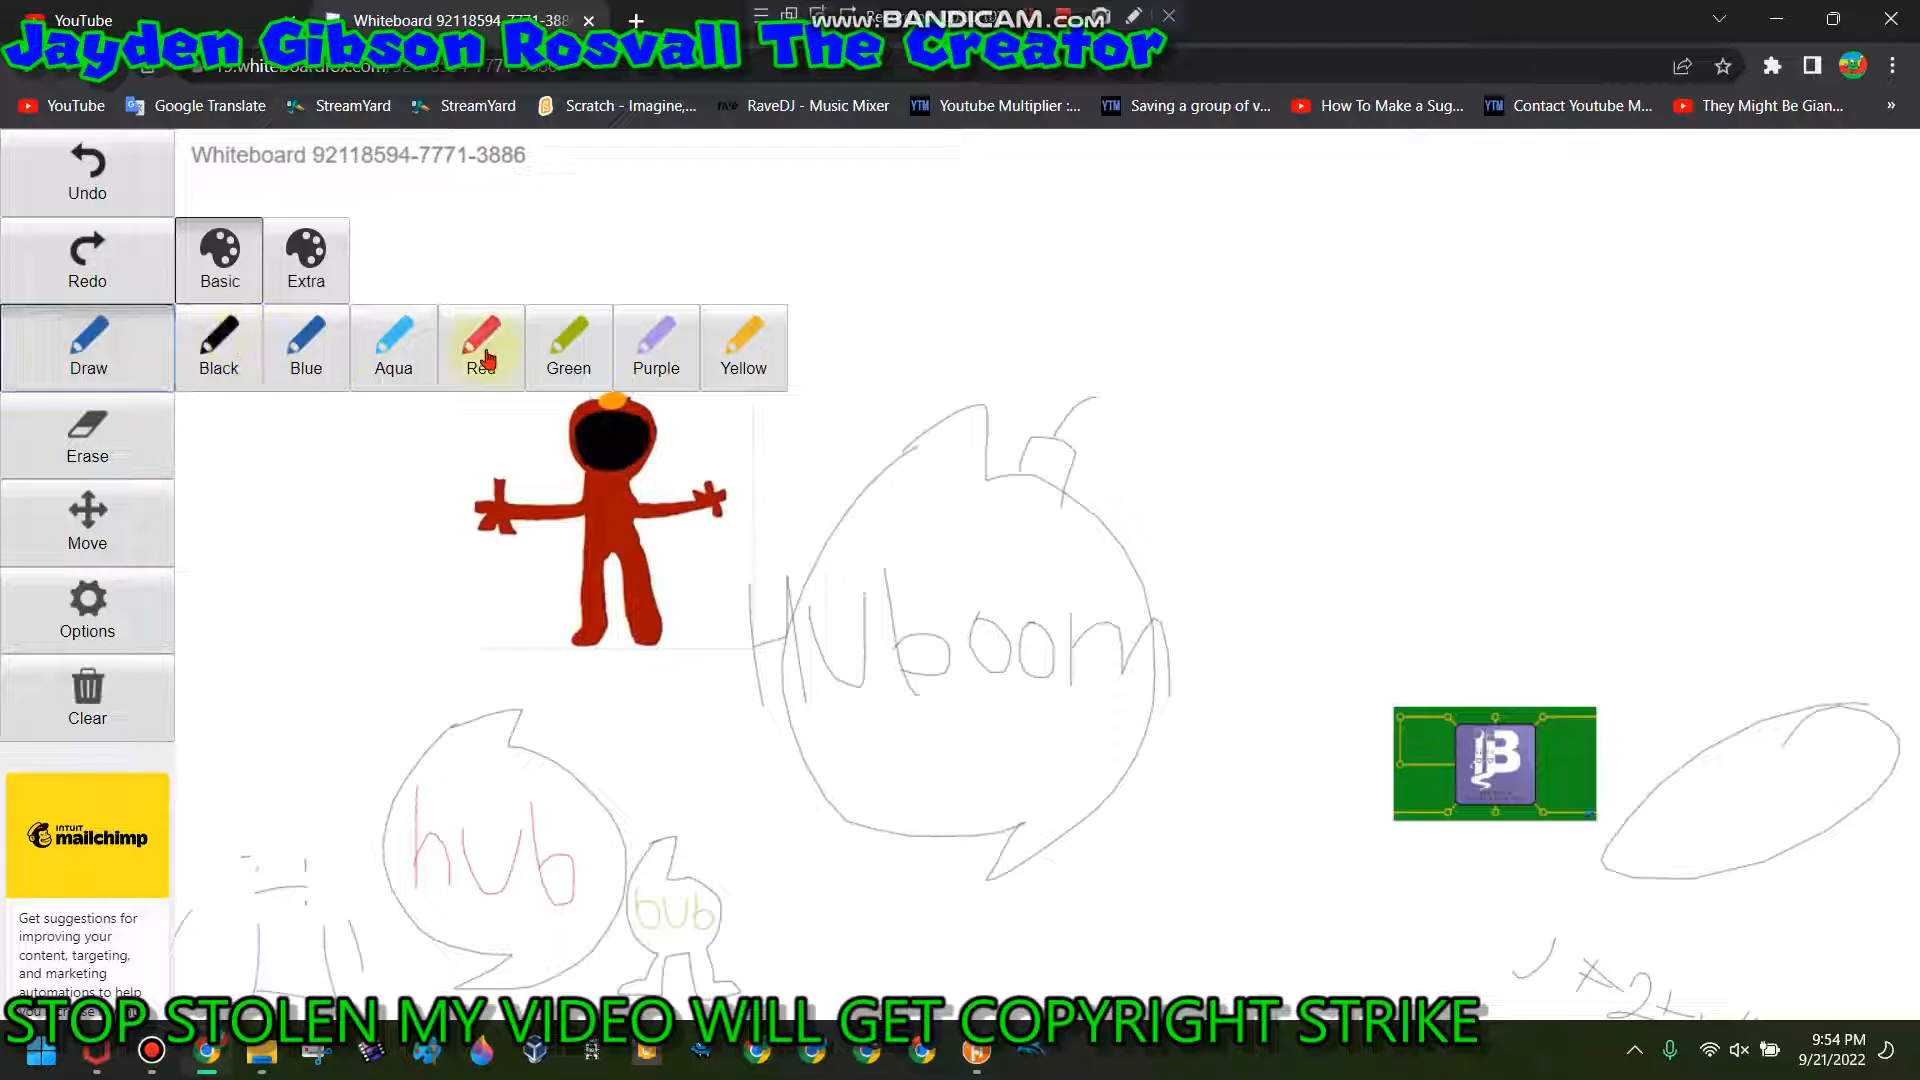 YouTube
Whiteboard 92118594-7771-388
www.BANDICAM.com
Jayden Gibson Rosvall The Creator
YouTube
Google Translate
StreamYard
StreamYard
Scratch - Imagine,...
RaveDJ - Music Mixer
Youtube Multiplier :...
Saving a group of v...
How To Make a Sug...
Contact Youtube M...
They Might Be Gian...
»
Undo
Whiteboard 92118594-7771-3886
Redo
Basic
Extra
Draw
Black
Blue
Aqua
Red
Green
Purple
Yellow
Erase
Move
Options
Clear
Huboom
B
hub
bub
INTUIT
mailchimp
Get suggestions for
improving your
content, targeting,
and marketing
automations to help
STOP STOLEN MY VIDEO WILL GET COPYRIGHT STRIKE
9:54 PM
9/21/2022